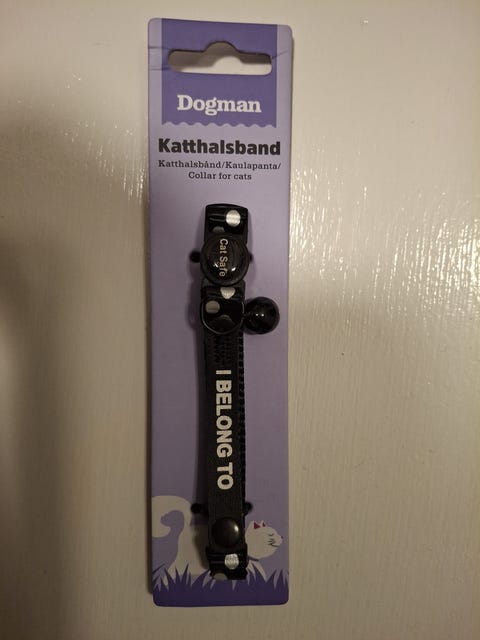 Dogman
Katthalsband
Katthalsbånd/Kaulapanta/
Collar for cats
Cat Safe
I BELONG TO